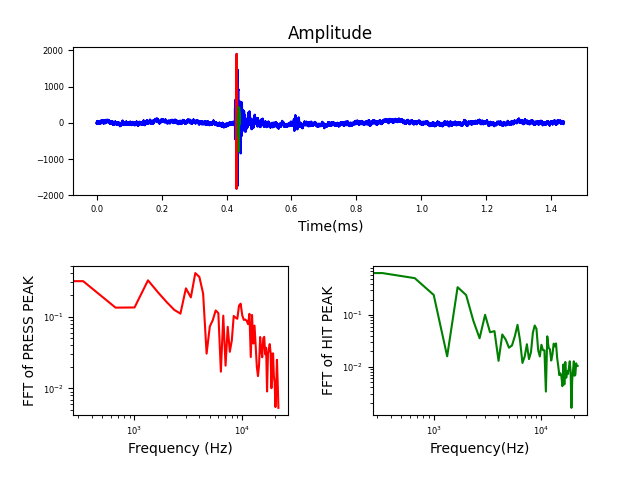 Amplitude
2000
1000
0
−1000
−2000
0.0 0.2 0.4 0.6 0.8 1.0 1.2 1.4
Time(ms)
FFT of PRESS PEAK
10⁻¹
10⁻²
10³ 10⁴
Frequency (Hz)
FFT of HIT PEAK
10⁻¹
10⁻²
10³ 10⁴
Frequency(Hz)